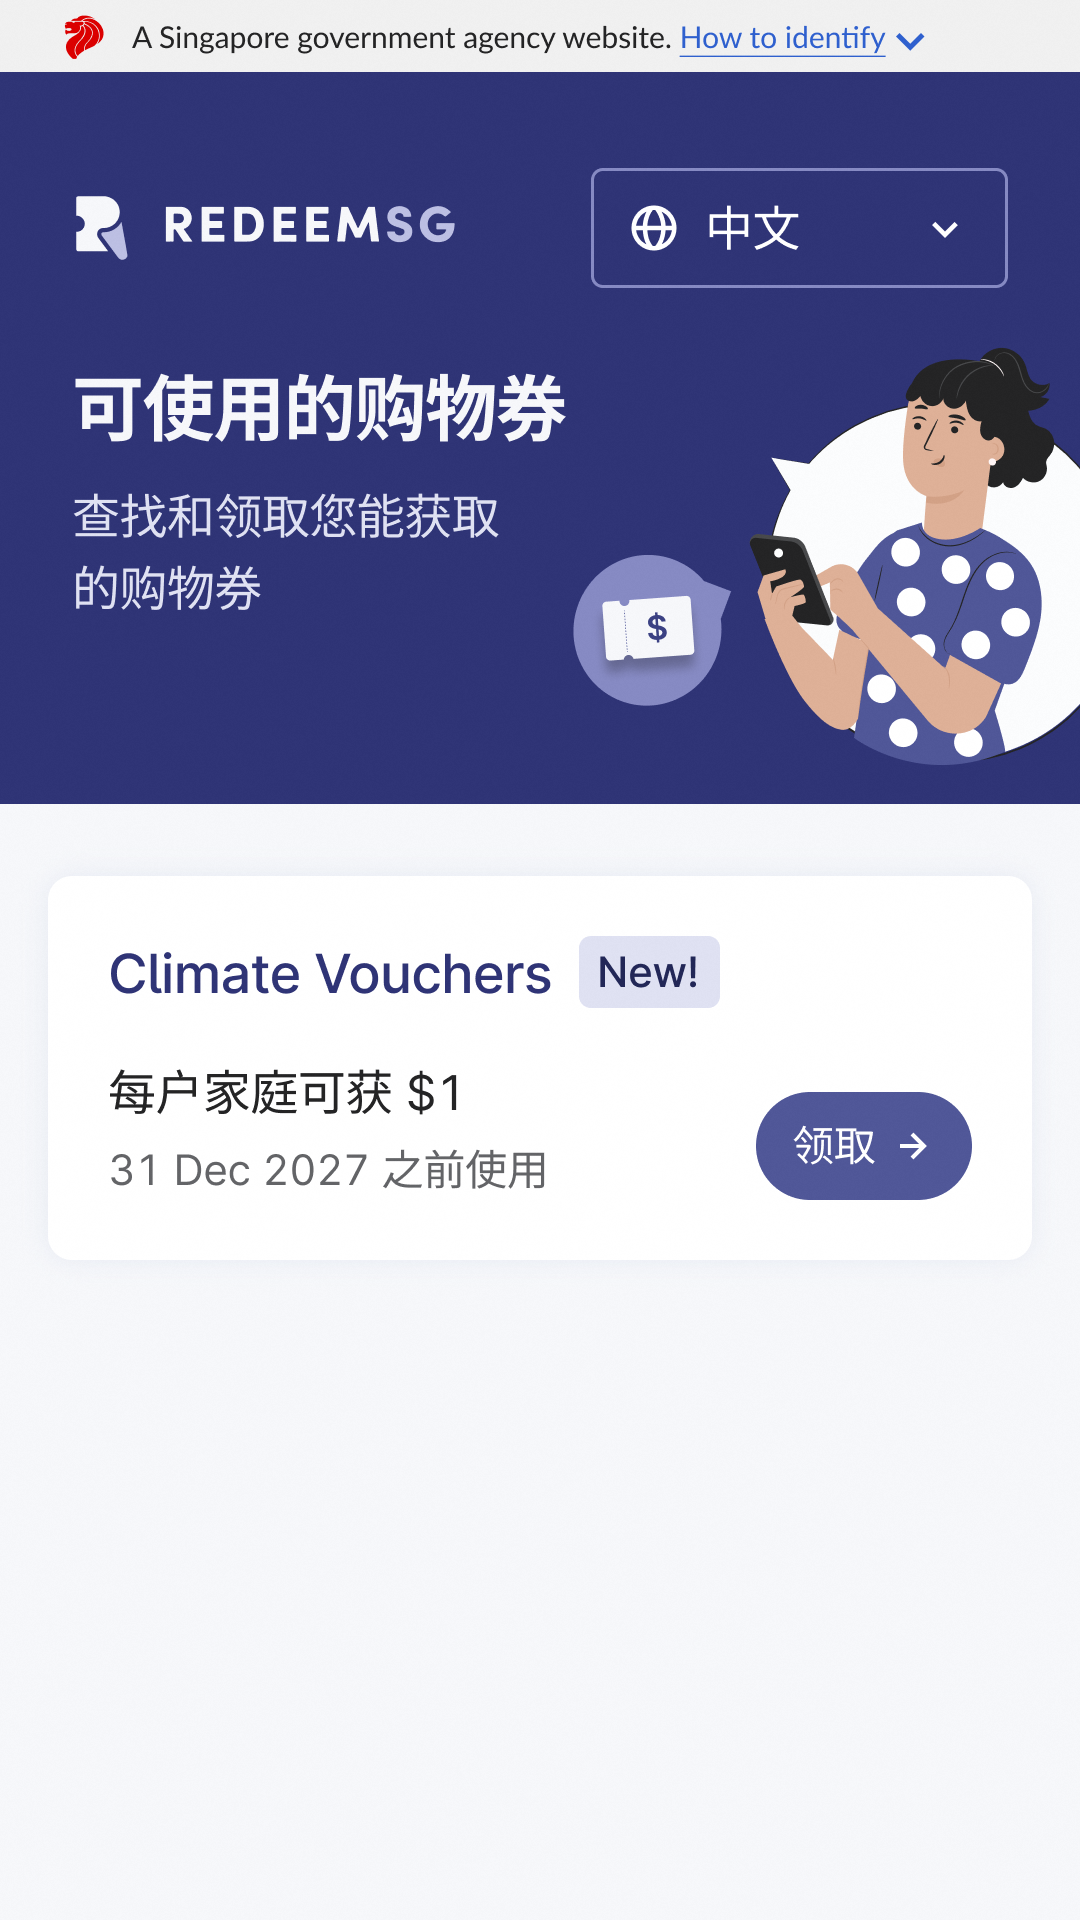 A Singapore government agency website. How to identify
REDEEMSG
中文
可使用的购物券
查找和领取您能获取
的购物券
$
Climate Vouchers New!
每户家庭可获 $1
31 Dec 2027 之前使用
领取